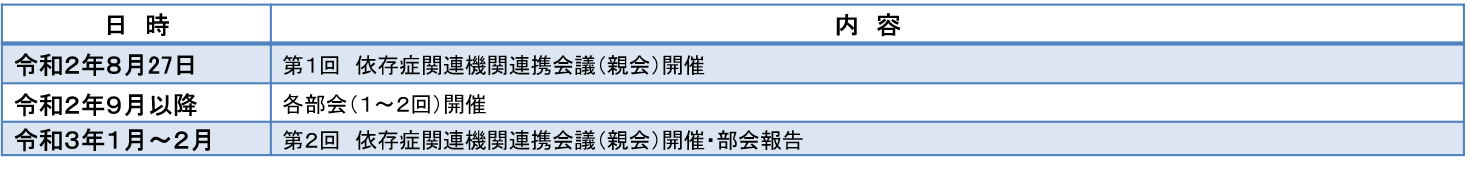 日　時　内　容
令和２年８月27日　第１回　依存症関連機関連携会議（親会）開催
令和２年９月以降　各部会（１～２回）開催
令和３年１月～２月　第２回　依存症関連機関連携会議（親会）開催・部会報告